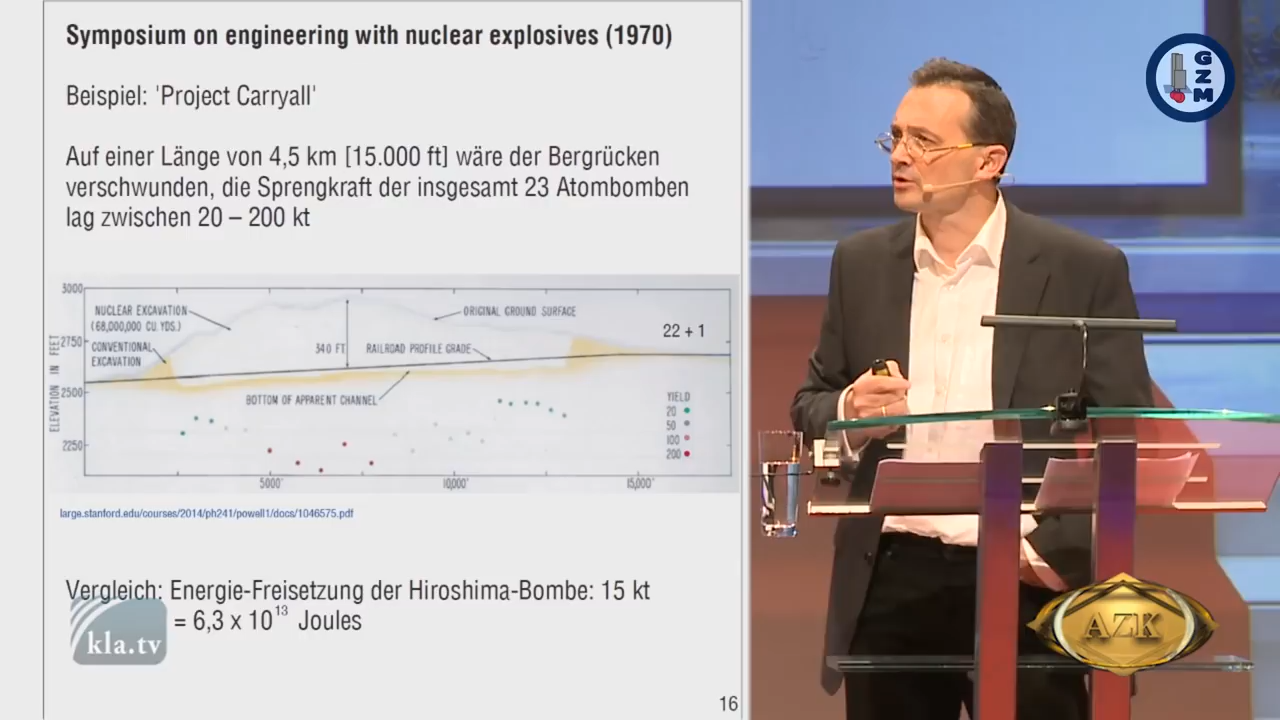 Symposium on engineering with nuclear explosives (1970)
Beispiel: 'Project Carryall'
Auf einer Länge von 4,5 km [15.000 ft] wäre der Bergrücken
verschwunden, die Sprengkraft der insgesamt 23 Atombomben
lag zwischen 20 – 200 kt
3000
NUCLEAR EXCAVATION
(68,000,000 CU. YDS.)
ORIGINAL GROUND SURFACE
22 + 1
2750
CONVENTIONAL
EXCAVATION
340 FT
RAILROAD PROFILE GRADE
2500
BOTTOM OF APPARENT CHANNEL
ELEVATION IN FEET
YIELD
20
50
100
200
2250
5000'
10,000'
15,000'
large.stanford.edu/courses/2014/ph241/powell1/docs/1046575.pdf
Vergleich: Energie-Freisetzung der Hiroshima-Bombe: 15 kt
= 6,3 x 10¹³ Joules
kla.tv
16
GZM
AZK